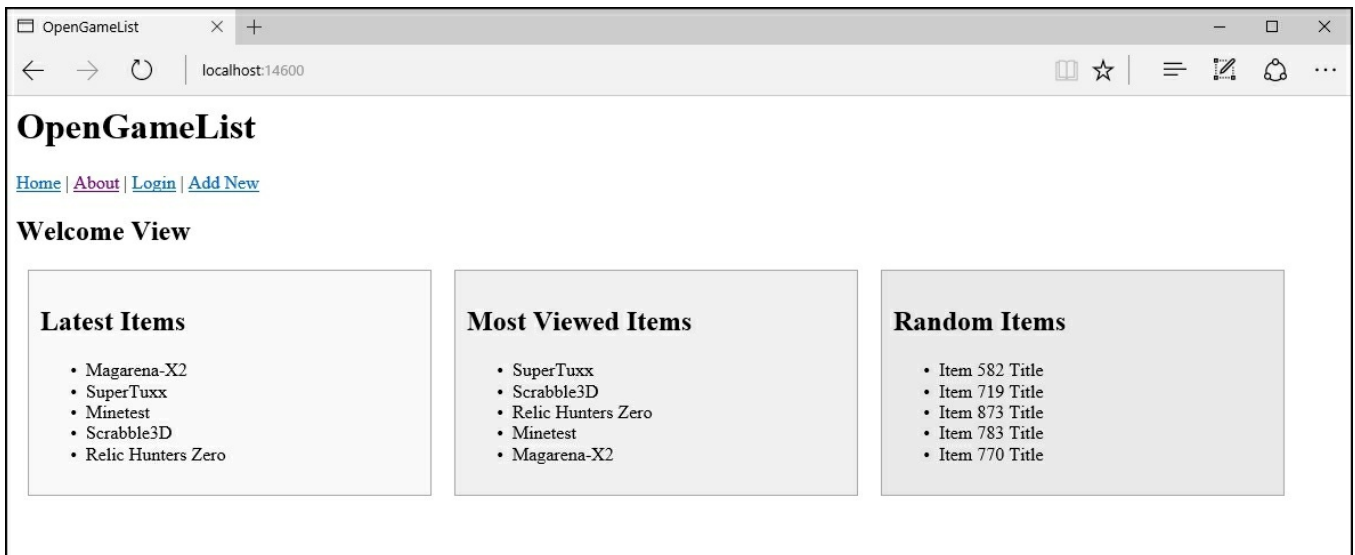 OpenGameList
localhost:14600
OpenGameList
Home | About | Login | Add New
Welcome View
Latest Items
• Magarena-X2
• SuperTuxx
• Minetest
• Scrabble3D
• Relic Hunters Zero
Most Viewed Items
• SuperTuxx
• Scrabble3D
• Relic Hunters Zero
• Minetest
• Magarena-X2
Random Items
• Item 582 Title
• Item 719 Title
• Item 873 Title
• Item 783 Title
• Item 770 Title